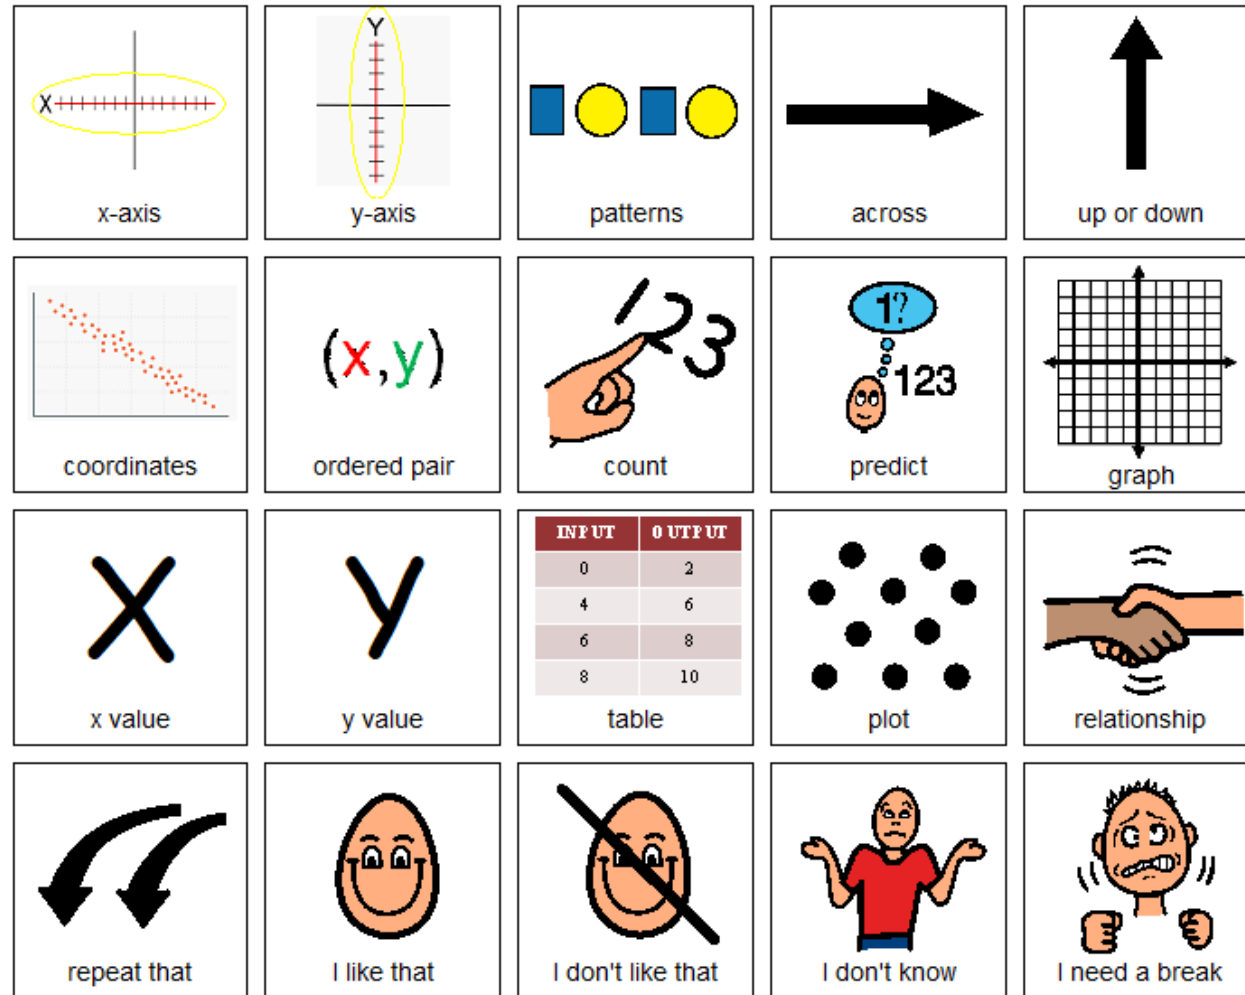 X
x-axis
Y
y-axis
patterns
across
up or down
coordinates
(x,y)
ordered pair
123
count
1?
123
predict
graph
X
x value
y
y value
INPUT OUTPUT
0 2
4 6
6 8
8 10
table
plot
relationship
repeat that
I like that
I don't like that
I don't know
I need a break